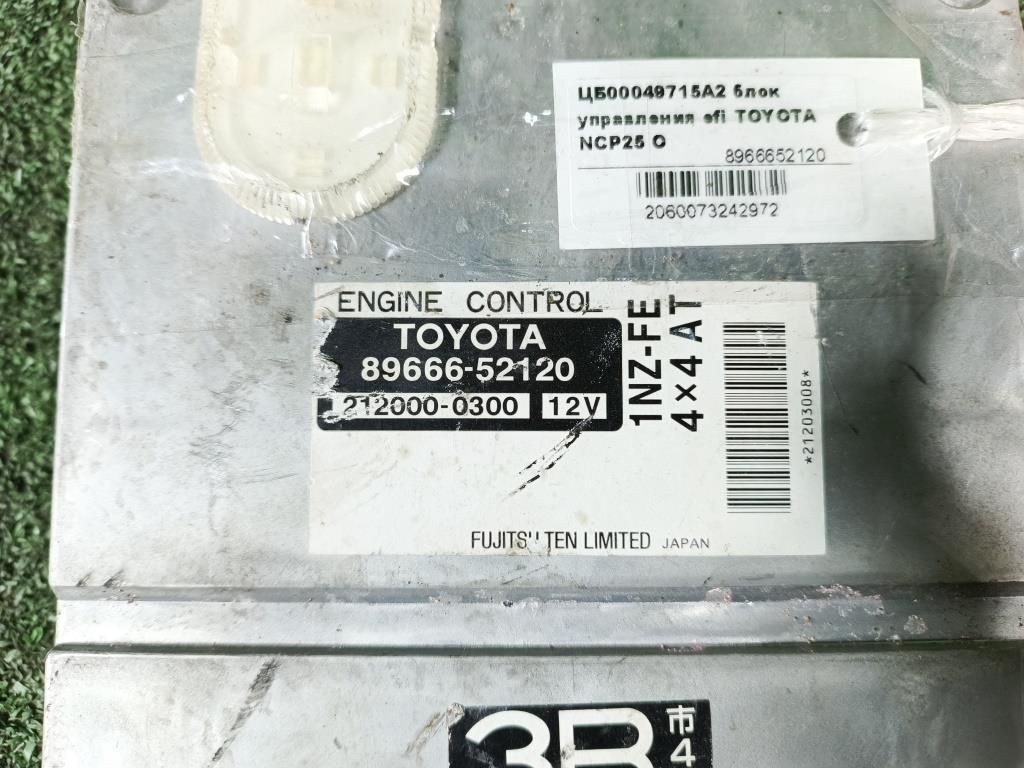 ЦБ00049715А2 блок
управления efi TOYOTA
NCP25 O
8966652120
2060073242972
ENGINE CONTROL
TOYOTA
89666-52120
212000-0300 12V
1NZ-FE
4×4 AT
*21203008*
FUJITSU TEN LIMITED JAPAN
3B
市4